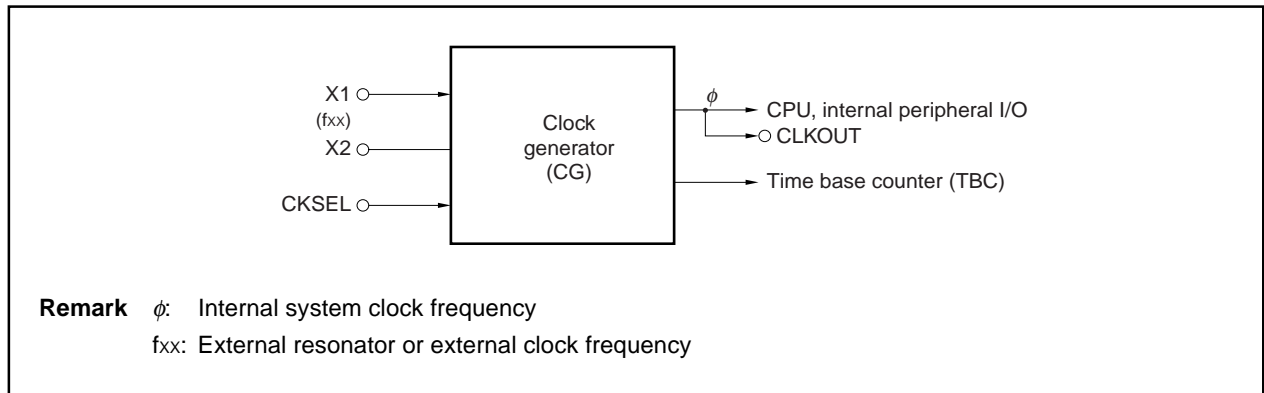 X1
(fxx)
X2
CKSEL
Clock
generator
(CG)
φ
CPU, internal peripheral I/O
CLKOUT
Time base counter (TBC)
Remark φ: Internal system clock frequency
fxx: External resonator or external clock frequency